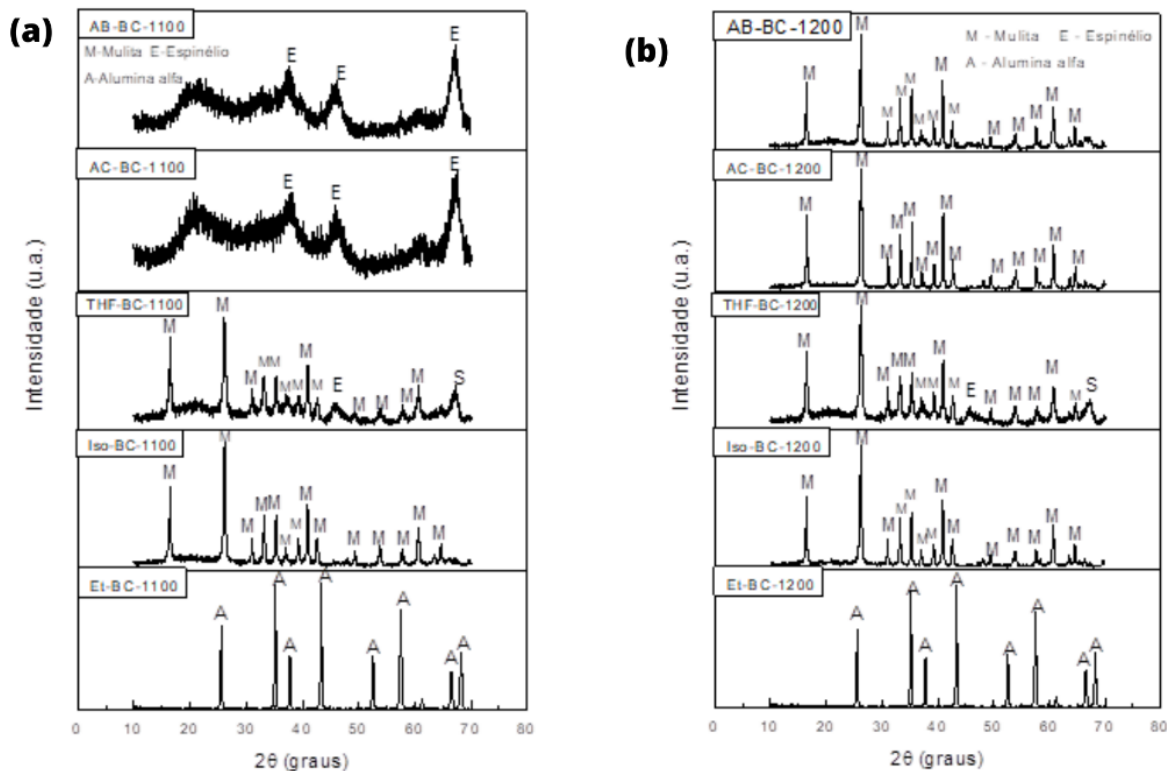 (a)
AB-BC-1100
M-Mulita E-Espinélio
A-Alumina alfa
E
E
E
AC-BC-1100
E
E
E
THF-BC-1100
M
M
M
M M
M
M M
M
E
M
M
M
M
S
Iso-BC-1100
M
M
M
M M
M
M
M
M
M
M
M
M
M
Et-BC-1100
A
A
A
A
A
A
A
A
Intensidade (u.a.)
0 10 20 30 40 50 60 70 80
2θ (graus)
(b)
AB-BC-1200
M - Mulita E - Espinélio
A - Alumina alfa
M
M
M
M
M
M
M
M
M
M
M
M
M
M
AC-BC-1200
M
M
M
M
M
M
M
M
M
M
M
M
M
M
THF-BC-1200
M
M
M
M M
M M
M
M
E
M
M
M
M
M
S
Iso-BC-1200
M
M
M
M
M
M
M
M
M
M
M
M
M
M
Et-BC-1200
A
A
A
A
A
A
A
A
Intensidade (u.a.)
0 10 20 30 40 50 60 70 80
2θ (graus)